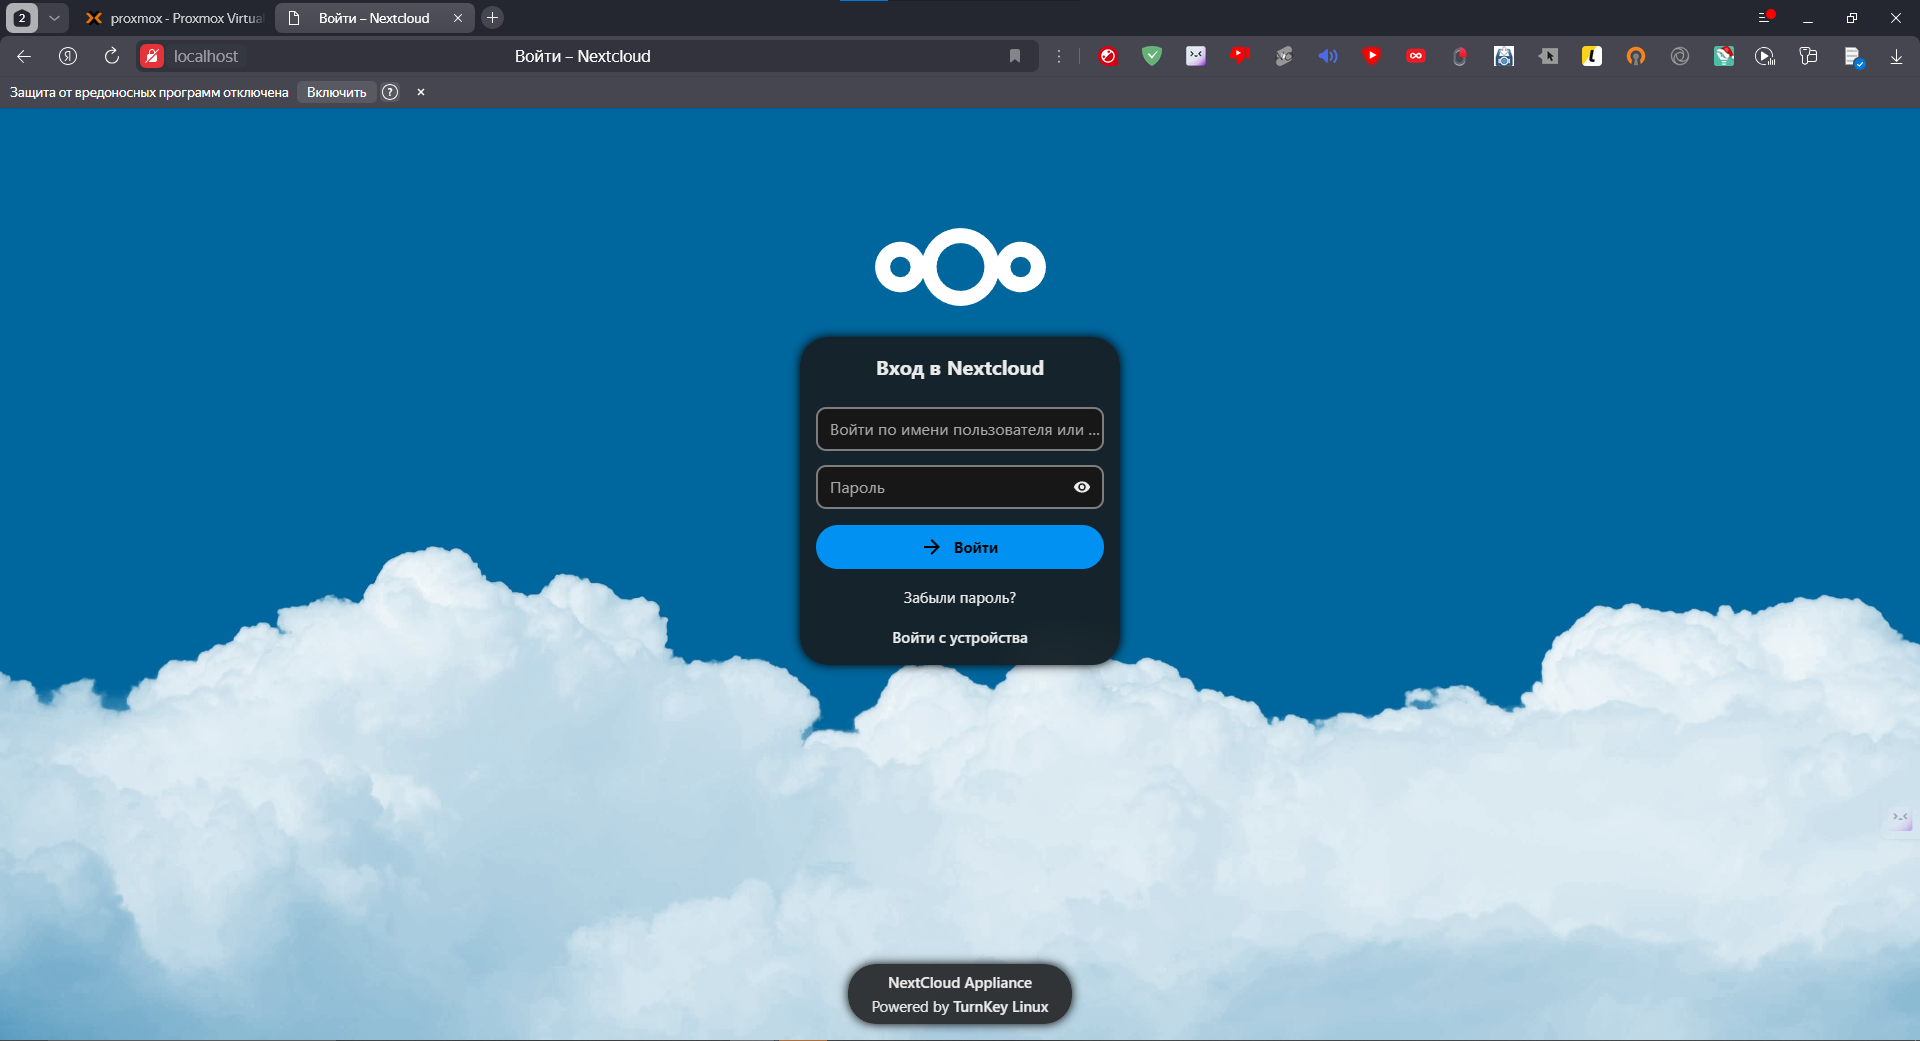 2
proxmox - Proxmox Virtual
Войти – Nextcloud
localhost
Войти – Nextcloud
Защита от вредоносных программ отключена
Включить
?
Вход в Nextcloud
Войти по имени пользователя или ...
Пароль
Войти
Забыли пароль?
Войти с устройства
NextCloud Appliance
Powered by TurnKey Linux